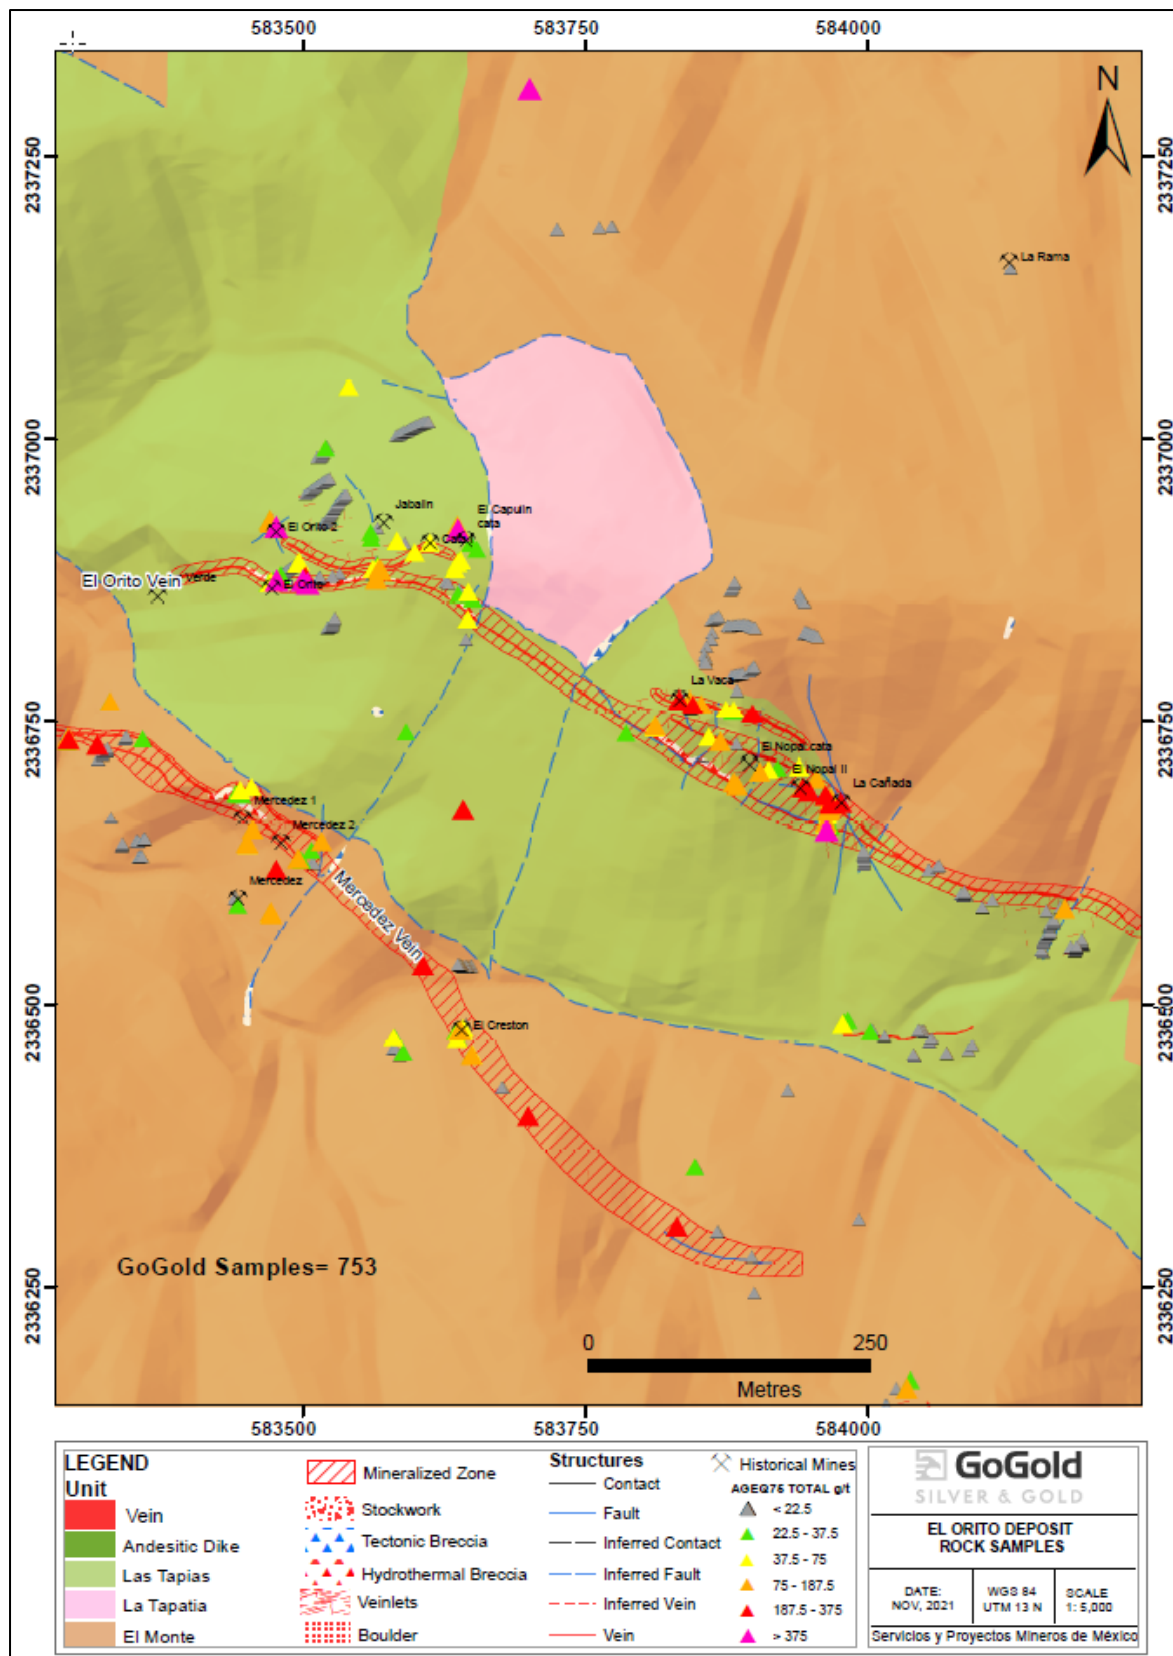 583500 583750 584000
N
2337250 2337250
La Rama
2337000 2337000
Jabalin
El Capulin
cata
El Orito 2
Cata I
El Orito Vein
Verde
El Orito
La Vaca
2336750 2336750
El Nopal cata
El Nopal II
La Cañada
Mercedez 1
Mercedez 2
Mercedez
Mercedez Vein
2336500 2336500
El Creston
GoGold Samples= 753
2336250 2336250
0 250
Metres
583500 583750 584000
LEGEND
Unit
Vein
Andesitic Dike
Las Tapias
La Tapatia
El Monte
Mineralized Zone
Stockwork
Tectonic Breccia
Hydrothermal Breccia
Veinlets
Boulder
Structures
Contact
Fault
Inferred Contact
Inferred Fault
Inferred Vein
Vein
Historical Mines
AGEQ75 TOTAL g/t
< 22.5
22.5 - 37.5
37.5 - 75
75 - 187.5
187.5 - 375
> 375
GoGold
SILVER & GOLD
EL ORITO DEPOSIT
ROCK SAMPLES
DATE:
NOV, 2021
WGS 84
UTM 13 N
SCALE
1: 5,000
Servicios y Proyectos Mineros de México